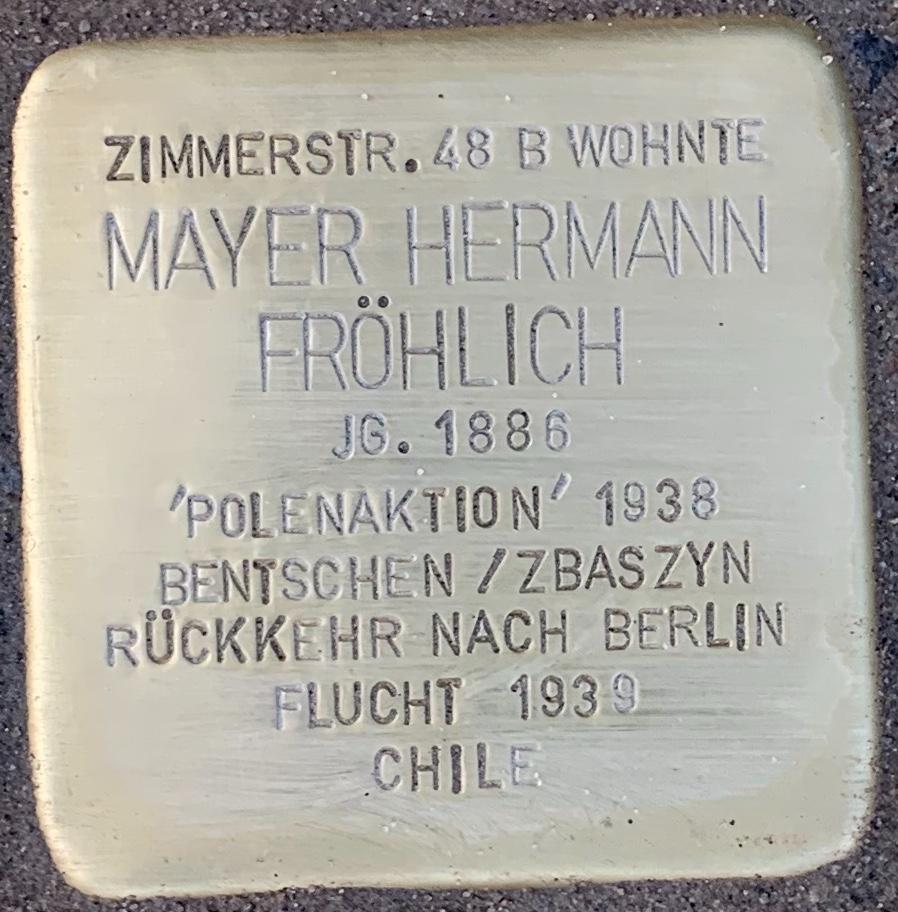 ZIMMERSTR. 48 B WOHNTE
MAYER HERMANN
FRÖHLICH
JG. 1886
'POLENAKTION' 1938
BENTSCHEN / ZBASZYN
RÜCKKEHR NACH BERLIN
FLUCHT 1939
CHILE